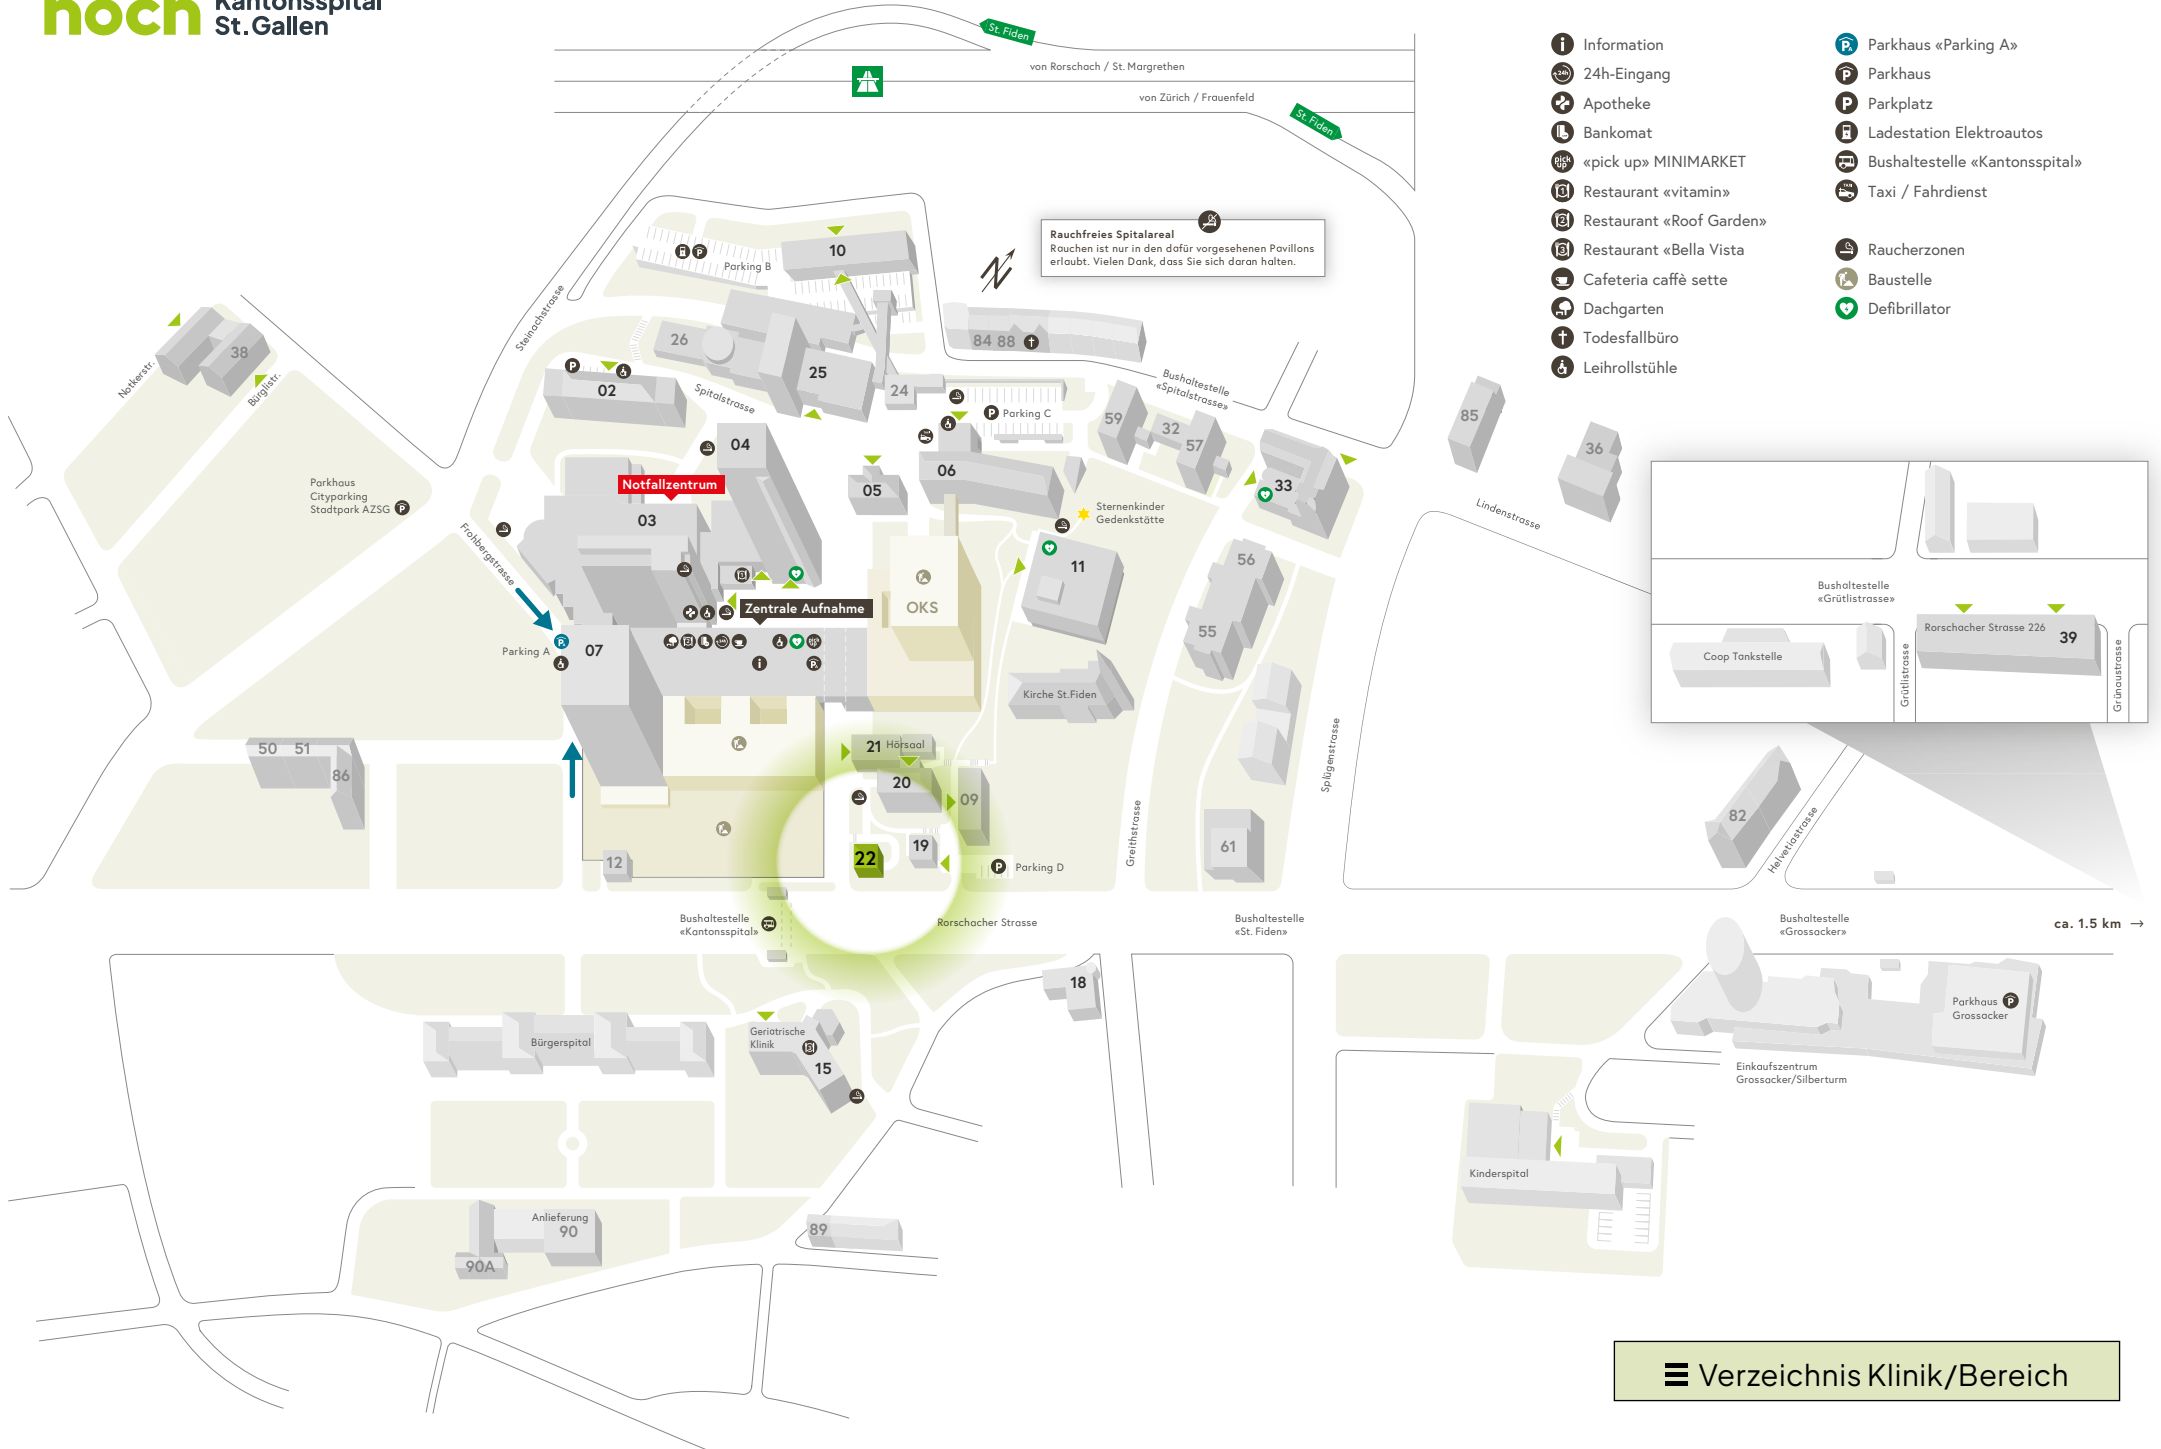 noch Kantonsspital
St.Gallen
St. Fiden
von Rorschach / St. Margrethen
von Zürich / Frauenfeld
St. Fiden
Information
24h-Eingang
Apotheke
Bankomat
«pick up» MINIMARKET
Restaurant «vitamin»
Restaurant «Roof Garden»
Restaurant «Bella Vista
Cafeteria caffè sette
Dachgarten
Todesfallbüro
Leihrollstühle
Parkhaus «Parking A»
Parkhaus
Parkplatz
Ladestation Elektroautos
Bushaltestelle «Kantonsspital»
Taxi / Fahrdienst
Raucherzonen
Baustelle
Defibrillator
Rauchfreies Spitalareal
Rauchen ist nur in den dafür vorgesehenen Pavillons
erlaubt. Vielen Dank, dass Sie sich daran halten.
N
10
Parking B
Steinachstrasse
26
84 88
38
Notkerstr.
Bürglistr.
02
25
24
Spitalstrasse
Bushaltestelle
«Spitalstrasse»
Parking C
59
32
57
85
36
04
06
05
33
Notfallzentrum
03
Parkhaus
Cityparking
Stadtpark AZSG
Frohbergstrasse
Sternenkinder
Gedenkstätte
Lindenstrasse
11
56
55
OKS
Zentrale Aufnahme
Parking A
07
Kirche St.Fiden
Bushaltestelle
«Grütlistrasse»
Rorschacher Strasse 226
39
Coop Tankstelle
Grütlistrasse
Grünaustrasse
50 51
86
21 Hörsaal
20
09
19
22
12
Parking D
Greithstrasse
Splügenstrasse
61
82
Helvetiastrasse
Bushaltestelle
«Kantonsspital»
Rorschacher Strasse
Bushaltestelle
«St. Fiden»
Bushaltestelle
«Grossacker»
ca. 1.5 km →
18
Bürgerspital
Geriatrische
Klinik
15
Parkhaus
Grossacker
Einkaufszentrum
Grossacker/Silberturm
Kinderspital
Anlieferung
90
90A
89
Verzeichnis Klinik/Bereich